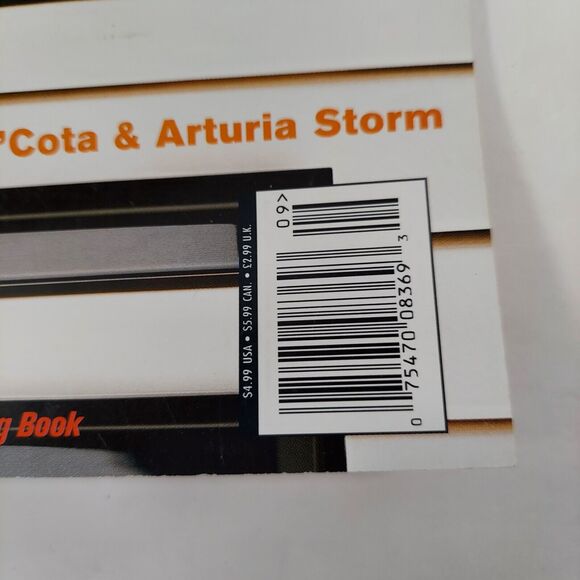 'Cota & Arturia Storm
$4.99 USA • $5.99 CAN. • £2.99 U.K.
09>
0 75470 08369 3
g Book